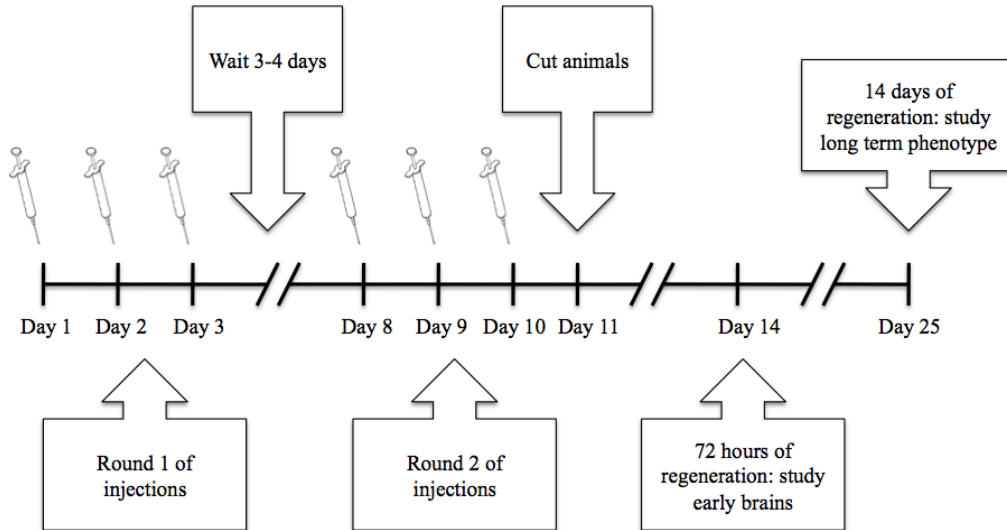 Wait 3-4 days
Cut animals
14 days of
regeneration: study
long term phenotype
Day 1
Day 2
Day 3
Day 8
Day 9
Day 10
Day 11
Day 14
Day 25
Round 1 of
injections
Round 2 of
injections
72 hours of
regeneration: study
early brains